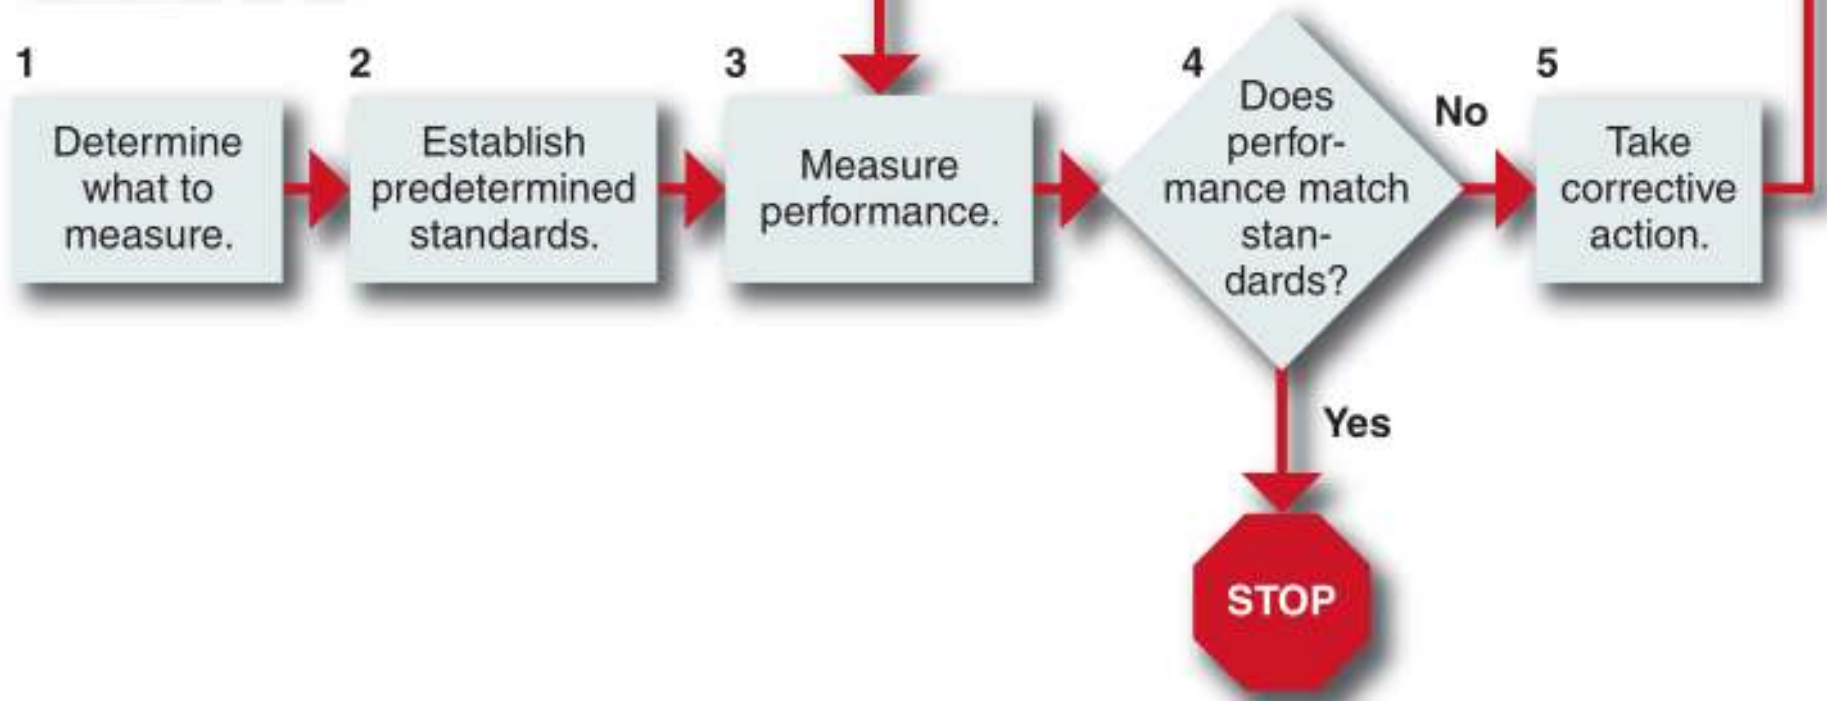 1
Determine
what to
measure.
2
Establish
predetermined
standards.
3
Measure
performance.
4
Does
perfor-
mance match
stan-
dards?
No
5
Take
corrective
action.
Yes
STOP